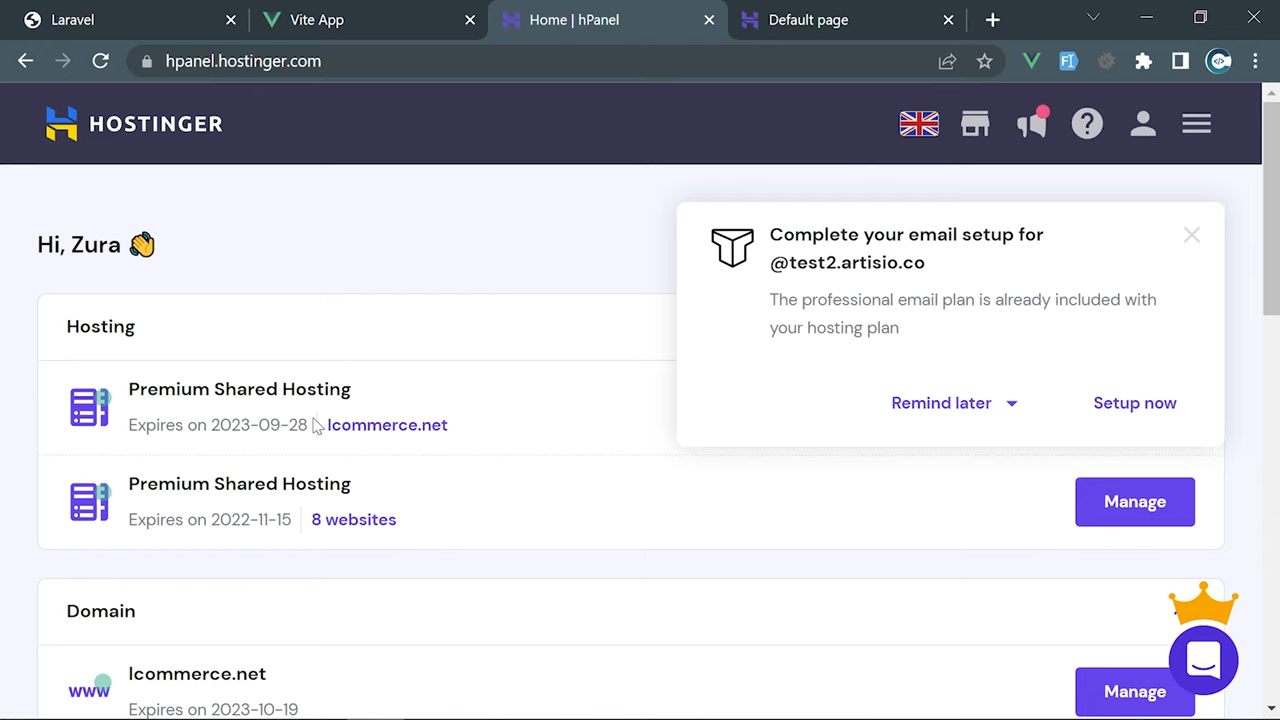 Laravel
Vite App
Home | hPanel
Default page
hpanel.hostinger.com
HOSTINGER
Hi, Zura
Complete your email setup for
@test2.artisio.co
The professional email plan is already included with
your hosting plan
Remind later
Setup now
Hosting
Premium Shared Hosting
Expires on 2023-09-28
lcommerce.net
Premium Shared Hosting
Expires on 2022-11-15
8 websites
Manage
Domain
lcommerce.net
Expires on 2023-10-19
www
Manage